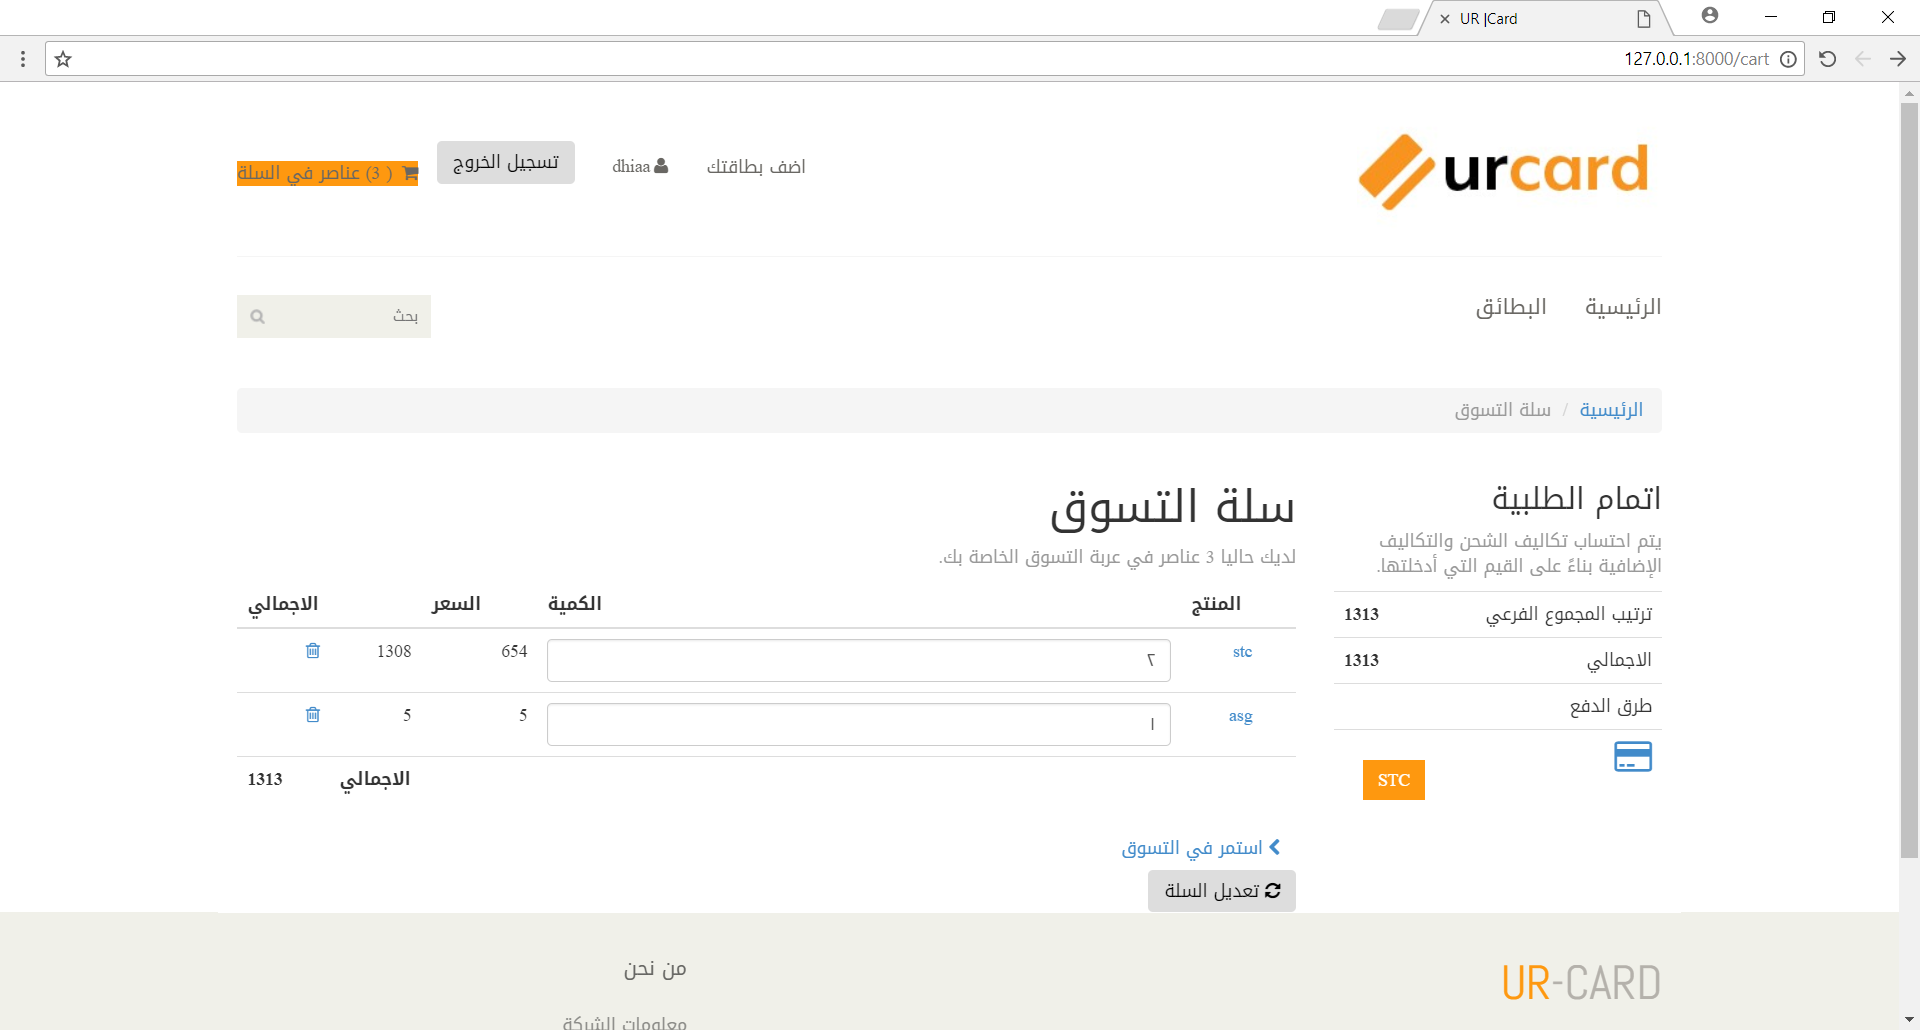 UR |Card
127.0.0.1:8000/cart
urcard
اضف بطاقتك
dhiaa
تسجيل الخروج
( 3) عناصر في السلة
الرئيسية
البطائق
بحث
الرئيسية / سلة التسوق
اتمام الطلبية
يتم احتساب تكاليف الشحن والتكاليف
الإضافية بناءً على القيم التي أدخلتها.
ترتيب المجموع الفرعي 1313
الاجمالي 1313
طرق الدفع
STC
سلة التسوق
لديك حاليا 3 عناصر في عربة التسوق الخاصة بك.
المنتج الكمية السعر الاجمالي
stc ٢ 654 1308
asg ١ 5 5
الاجمالي 1313
استمر في التسوق
تعديل السلة
UR-CARD
من نحن
معلومات الشركة